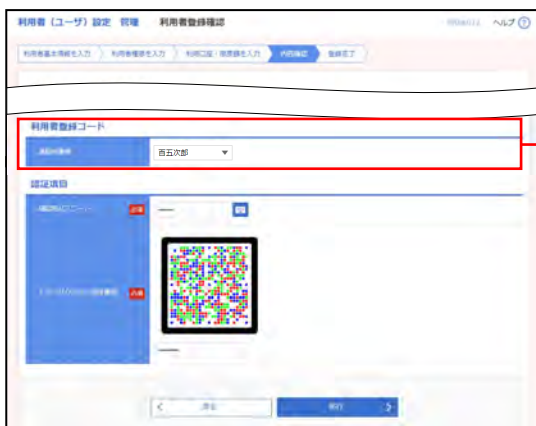 利用者(ユーザ)設定 管理 利用者登録確認
ヘルプ ?
利用者基本情報を入力 利用者権限を入力 利用口座・限度額を入力 内容確認 登録完了
利用者登録コード
百五次郎
認証項目
必須
必須
戻る
実行